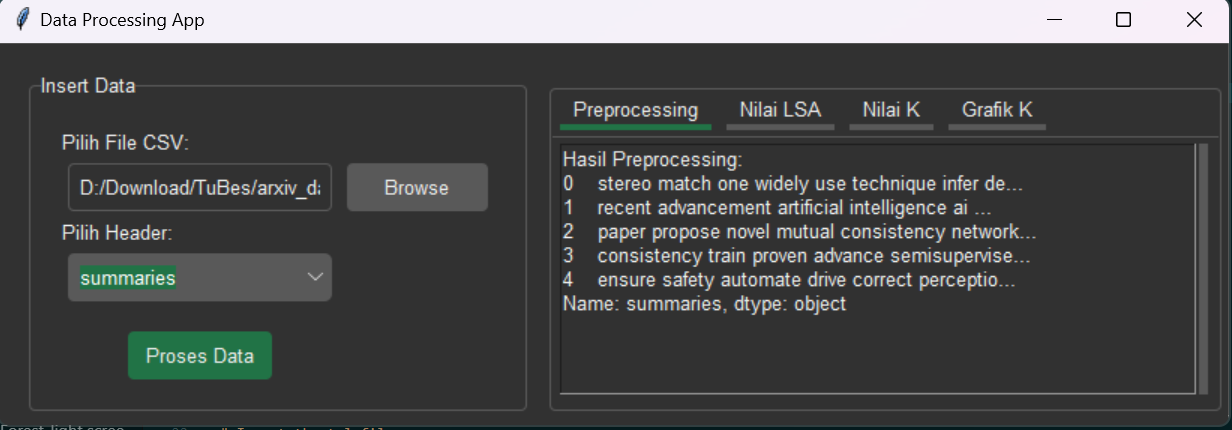 Data Processing App
Insert Data
Pilih File CSV:
D:/Download/TuBes/arxiv_da
Browse
Pilih Header:
summaries
Proses Data
Preprocessing Nilai LSA Nilai K Grafik K
Hasil Preprocessing:
0 stereo match one widely use technique infer de...
1 recent advancement artificial intelligence ai ...
2 paper propose novel mutual consistency network...
3 consistency train proven advance semisupervise...
4 ensure safety automate drive correct perceptio...
Name: summaries, dtype: object